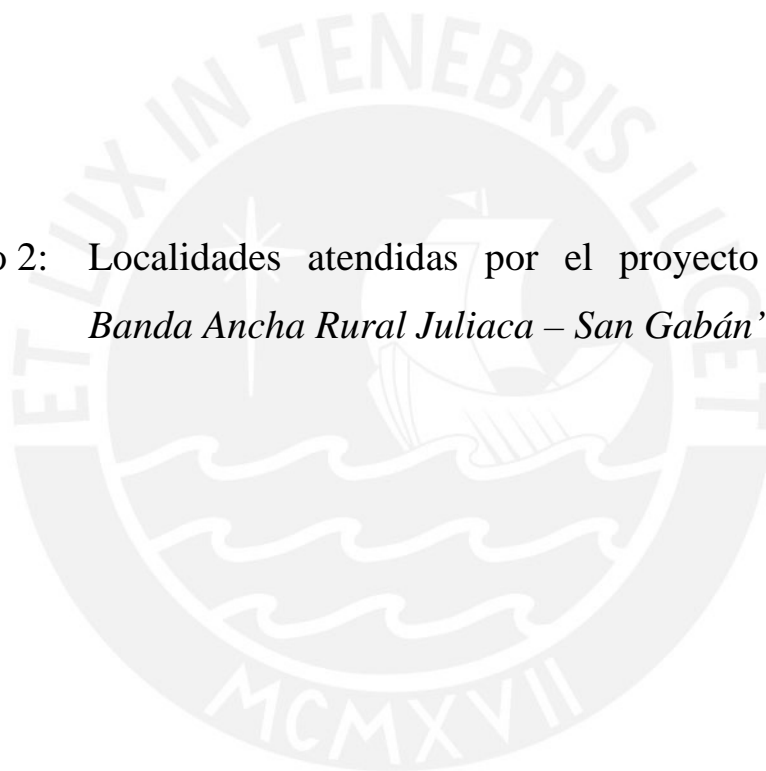 ET LUX IN TENEBRIS LUCET
o 2: Localidades atendidas por el proyecto
Banda Ancha Rural Juliaca – San Gabán’
MCMXVII